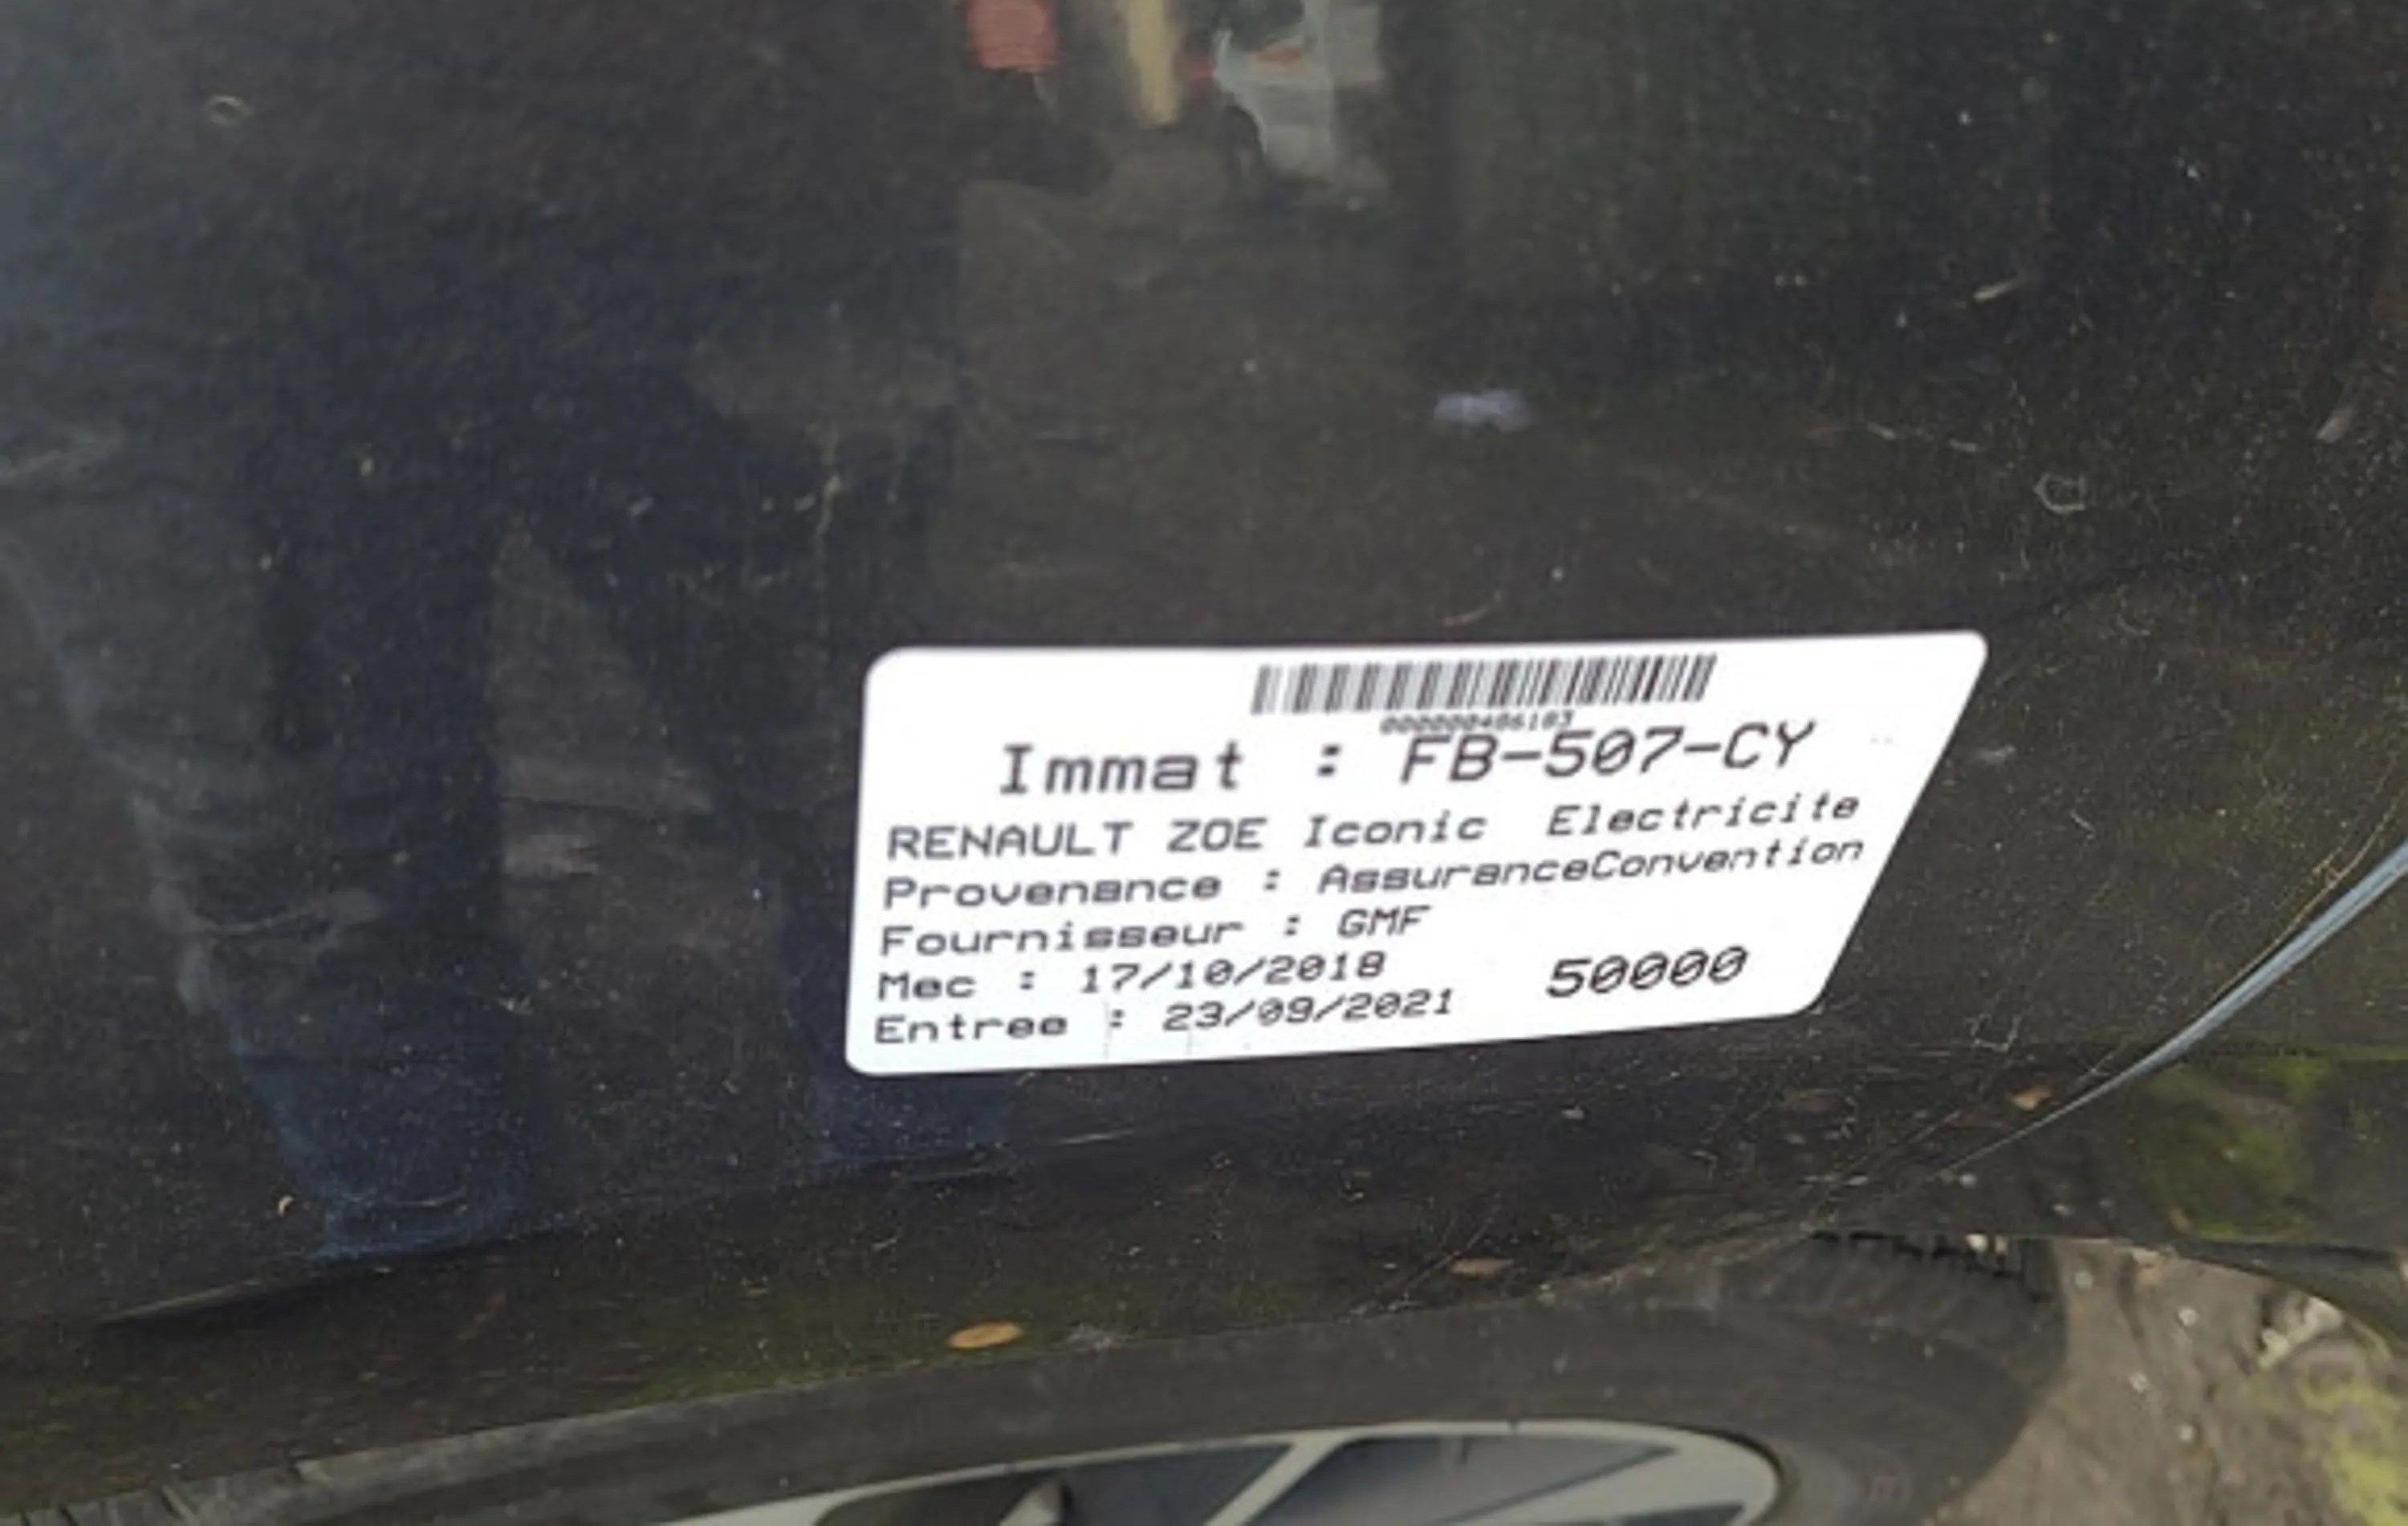 000000406183
Immat : FB-507-CY
RENAULT ZOE Iconic Electricite
Provenance : AssuranceConvention
Fournisseur : GMF
Mec : 17/10/2018 50000
Entree : 23/09/2021